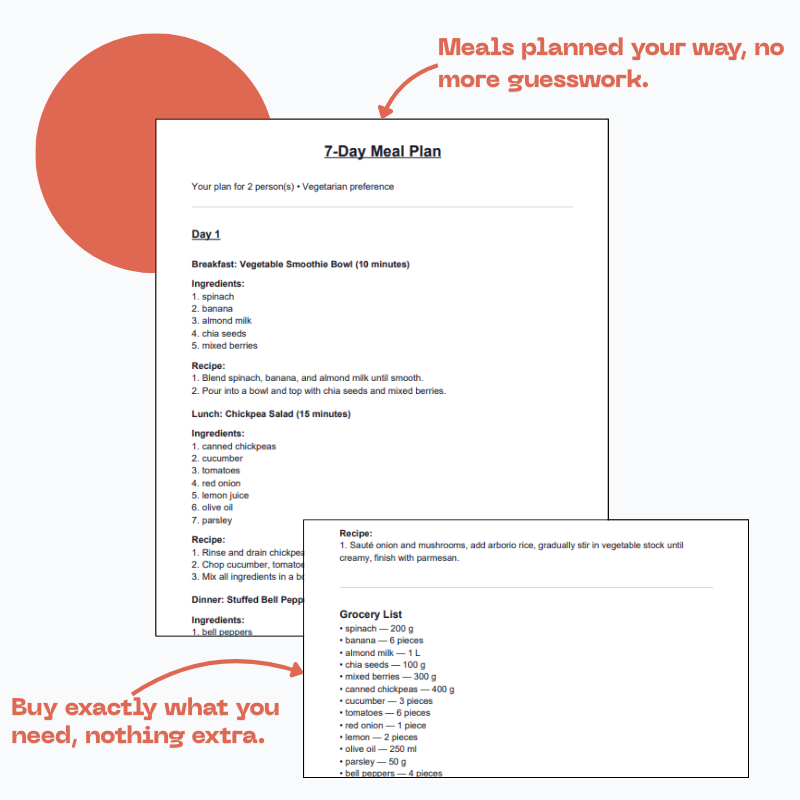 Meals planned your way, no
more guesswork.
7-Day Meal Plan
Your plan for 2 person(s) • Vegetarian preference
Day 1
Breakfast: Vegetable Smoothie Bowl (10 minutes)
Ingredients:
1. spinach
2. banana
3. almond milk
4. chia seeds
5. mixed berries
Recipe:
1. Blend spinach, banana, and almond milk until smooth.
2. Pour into a bowl and top with chia seeds and mixed berries.
Lunch: Chickpea Salad (15 minutes)
Ingredients:
1. canned chickpeas
2. cucumber
3. tomatoes
4. red onion
5. lemon juice
6. olive oil
7. parsley
Recipe:
1. Rinse and drain chickpea
2. Chop cucumber, tomatoe
3. Mix all ingredients in a bo
Dinner: Stuffed Bell Pepp
Ingredients:
1. bell peppers
Recipe:
1. Sauté onion and mushrooms, add arborio rice, gradually stir in vegetable stock until
creamy, finish with parmesan.
Grocery List
• spinach — 200 g
• banana — 6 pieces
• almond milk — 1 L
• chia seeds — 100 g
• mixed berries — 300 g
• canned chickpeas — 400 g
• cucumber — 3 pieces
• tomatoes — 6 pieces
• red onion — 1 piece
• lemon — 2 pieces
• olive oil — 250 ml
• parsley — 50 g
• bell peppers — 4 pieces
Buy exactly what you
need, nothing extra.